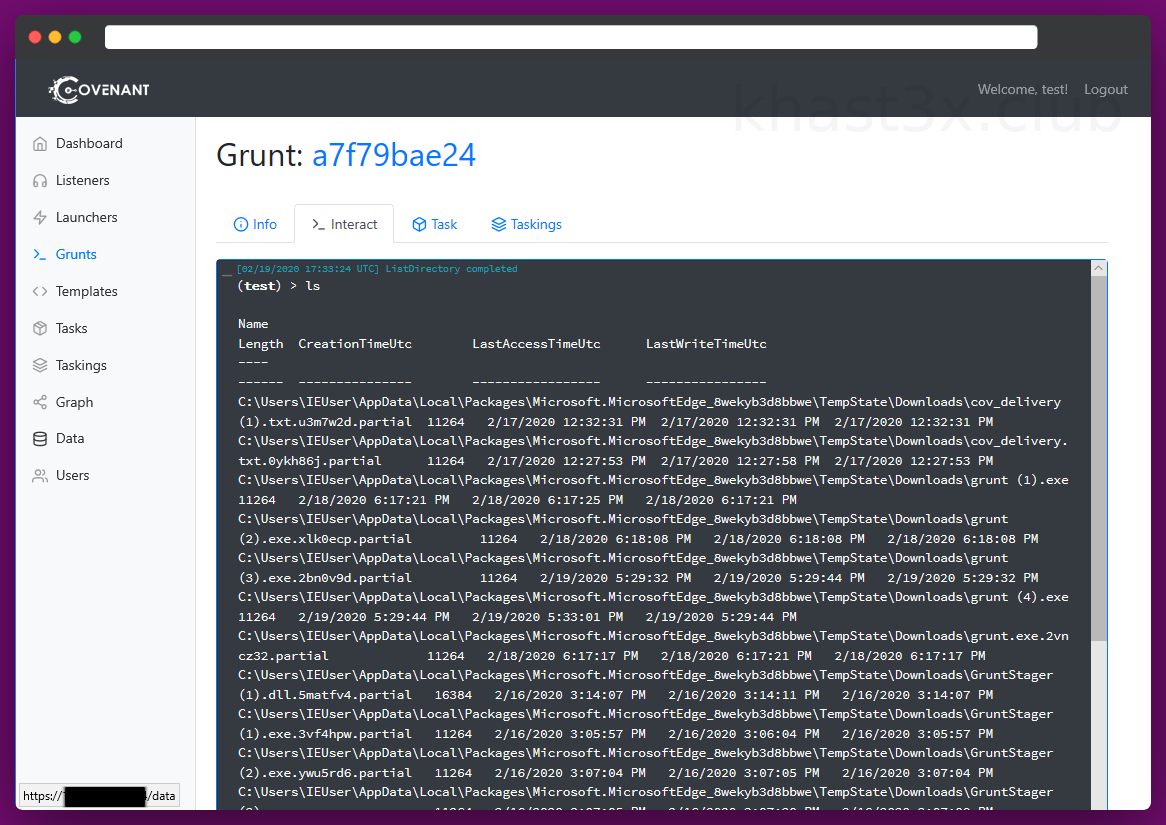 COVENANT
Welcome, test! Logout
khast3x.club
Dashboard
Listeners
Launchers
Grunts
Templates
Tasks
Taskings
Graph
Data
Users
Grunt: a7f79bae24
Info
>_ Interact
Task
Taskings
[02/19/2020 17:33:24 UTC] ListDirectory completed
(test) > ls
Name
Length  CreationTimeUtc        LastAccessTimeUtc      LastWriteTimeUtc
----
------  ---------------        -----------------      ----------------
C:\Users\IEUser\AppData\Local\Packages\Microsoft.MicrosoftEdge_8wekyb3d8bbwe\TempState\Downloads\cov_delivery
(1).txt.u3m7w2d.partial  11264   2/17/2020 12:32:31 PM  2/17/2020 12:32:31 PM  2/17/2020 12:32:31 PM
C:\Users\IEUser\AppData\Local\Packages\Microsoft.MicrosoftEdge_8wekyb3d8bbwe\TempState\Downloads\cov_delivery.
txt.0ykh86j.partial      11264   2/17/2020 12:27:53 PM  2/17/2020 12:27:58 PM  2/17/2020 12:27:53 PM
C:\Users\IEUser\AppData\Local\Packages\Microsoft.MicrosoftEdge_8wekyb3d8bbwe\TempState\Downloads\grunt (1).exe
11264   2/18/2020 6:17:21 PM   2/18/2020 6:17:25 PM   2/18/2020 6:17:21 PM
C:\Users\IEUser\AppData\Local\Packages\Microsoft.MicrosoftEdge_8wekyb3d8bbwe\TempState\Downloads\grunt
(2).exe.xlk0ecp.partial         11264   2/18/2020 6:18:08 PM   2/18/2020 6:18:08 PM   2/18/2020 6:18:08 PM
C:\Users\IEUser\AppData\Local\Packages\Microsoft.MicrosoftEdge_8wekyb3d8bbwe\TempState\Downloads\grunt
(3).exe.2bn0v9d.partial         11264   2/19/2020 5:29:32 PM   2/19/2020 5:29:44 PM   2/19/2020 5:29:32 PM
C:\Users\IEUser\AppData\Local\Packages\Microsoft.MicrosoftEdge_8wekyb3d8bbwe\TempState\Downloads\grunt (4).exe
11264   2/19/2020 5:29:44 PM   2/19/2020 5:33:01 PM   2/19/2020 5:29:44 PM
C:\Users\IEUser\AppData\Local\Packages\Microsoft.MicrosoftEdge_8wekyb3d8bbwe\TempState\Downloads\grunt.exe.2vn
cz32.partial             11264   2/18/2020 6:17:17 PM   2/18/2020 6:17:21 PM   2/18/2020 6:17:17 PM
C:\Users\IEUser\AppData\Local\Packages\Microsoft.MicrosoftEdge_8wekyb3d8bbwe\TempState\Downloads\GruntStager
(1).dll.5matfv4.partial   16384   2/16/2020 3:14:07 PM   2/16/2020 3:14:11 PM   2/16/2020 3:14:07 PM
C:\Users\IEUser\AppData\Local\Packages\Microsoft.MicrosoftEdge_8wekyb3d8bbwe\TempState\Downloads\GruntStager
(1).exe.3vf4hpw.partial   11264   2/16/2020 3:05:57 PM   2/16/2020 3:06:04 PM   2/16/2020 3:05:57 PM
C:\Users\IEUser\AppData\Local\Packages\Microsoft.MicrosoftEdge_8wekyb3d8bbwe\TempState\Downloads\GruntStager
(2).exe.ywu5rd6.partial   11264   2/16/2020 3:07:04 PM   2/16/2020 3:07:05 PM   2/16/2020 3:07:04 PM
C:\Users\IEUser\AppData\Local\Packages\Microsoft.MicrosoftEdge_8wekyb3d8bbwe\TempState\Downloads\GruntStager
https:// /data